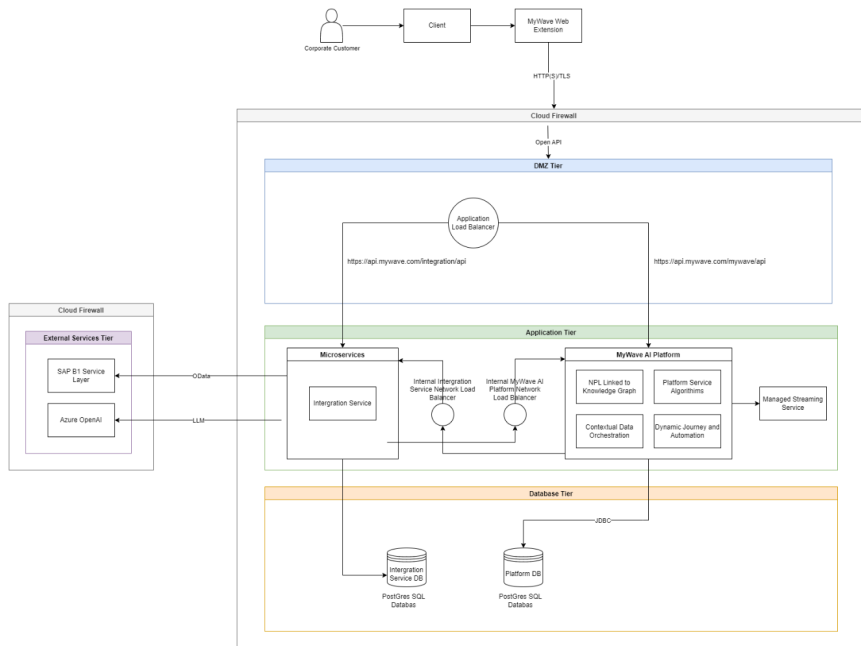 Corporate Customer
Client
MyWave Web
Extension
HTTP(S)/TLS
Cloud Firewall
Open API
DMZ Tier
Application
Load Balancer
https://api.mywave.com/integration/api
https://api.mywave.com/mywave/api
Cloud Firewall
External Services Tier
SAP B1 Service
Layer
Azure OpenAI
OData
LLM
Application Tier
Microservices
Intergration Service
Internal Intergration
Service Network Load
Balancer
Internal MyWave AI
Platform Network
Load Balancer
MyWave AI Platform
NPL Linked to
Knowledge Graph
Platform Service
Algorithims
Contextual Data
Orchestration
Dynamic Journey and
Automation
Managed Streaming
Service
Database Tier
JDBC
Intergration
Service DB
PostGres SQL
Databas
Platform DB
PostGres SQL
Databas